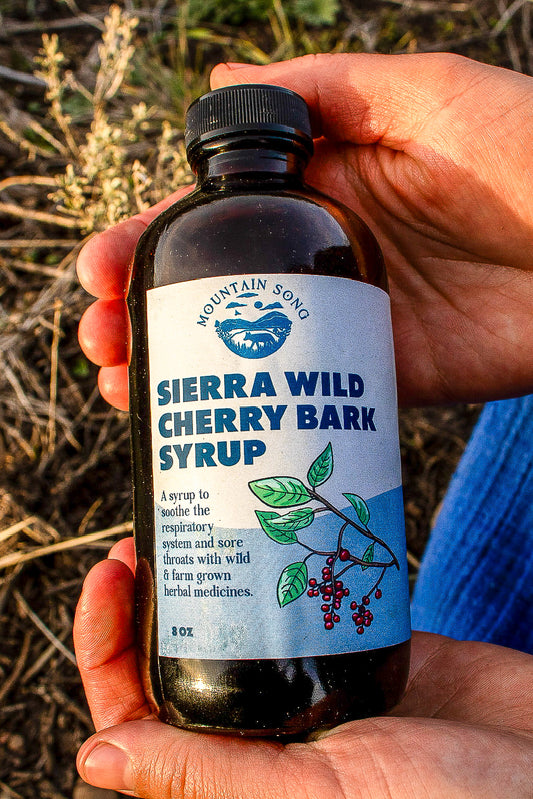 MOUNTAIN SONG
SIERRA WILD
CHERRY BARK
SYRUP
A syrup to
soothe the
respiratory
system and sore
throats with wild
& farm grown
herbal medicines.
8 OZ